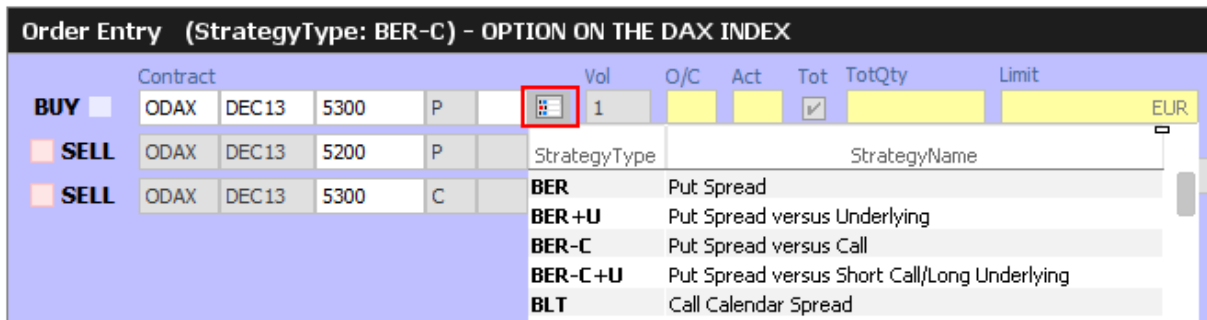 Order Entry (StrategyType: BER-C) - OPTION ON THE DAX INDEX
Contract Vol O/C Act Tot TotQty Limit
BUY ODAX DEC13 5300 P 1 EUR
SELL ODAX DEC13 5200 P
SELL ODAX DEC13 5300 C
StrategyType StrategyName
BER Put Spread
BER+U Put Spread versus Underlying
BER-C Put Spread versus Call
BER-C+U Put Spread versus Short Call/Long Underlying
BLT Call Calendar Spread